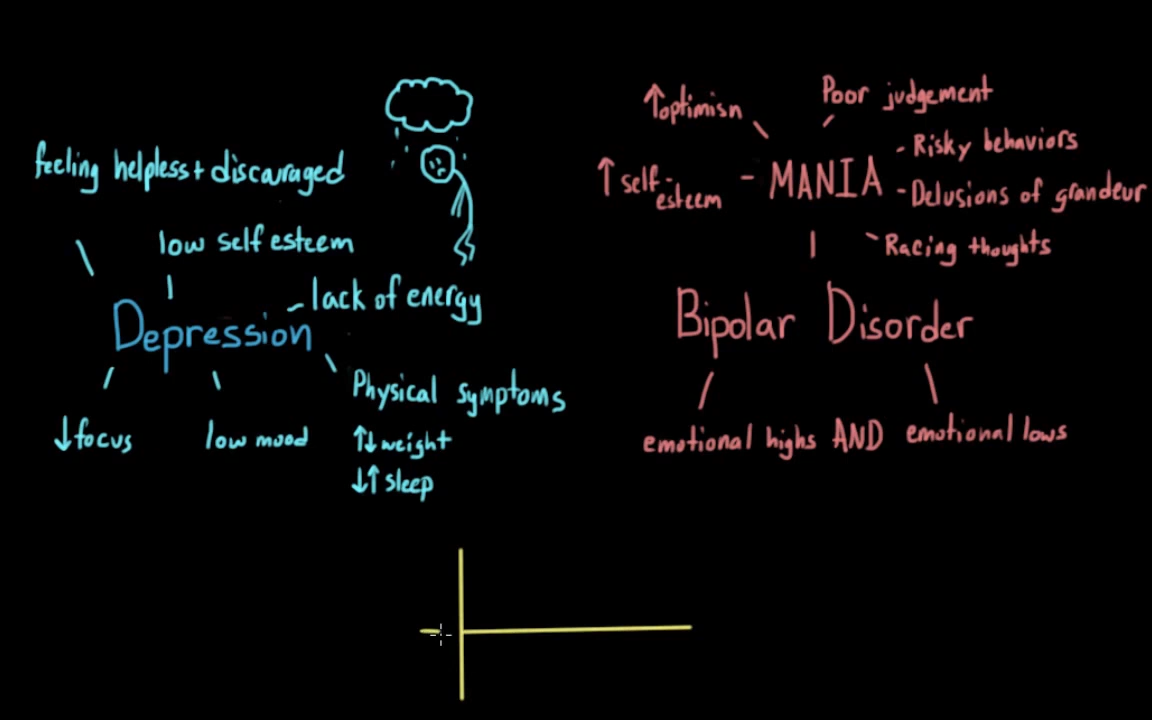 feeling helpless + discouraged
low self esteem
lack of energy
Depression
↓focus
low mood
Physical symptoms
↑↓ weight
↓↑ sleep
↑optimism
Poor judgement
↑ self-
esteem
- MANIA
- Risky behaviors
- Delusions of grandeur
Racing thoughts
Bipolar Disorder
emotional highs AND emotional lows